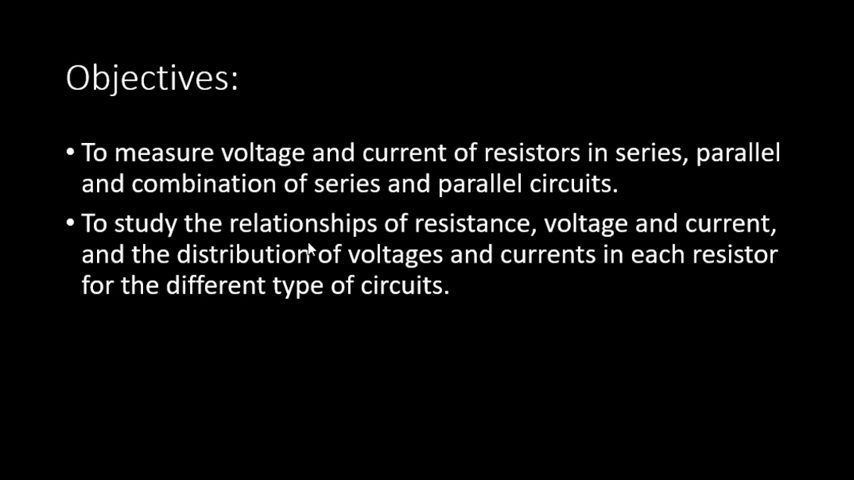 Objectives:
• To measure voltage and current of resistors in series, parallel
and combination of series and parallel circuits.
• To study the relationships of resistance, voltage and current,
and the distribution of voltages and currents in each resistor
for the different type of circuits.